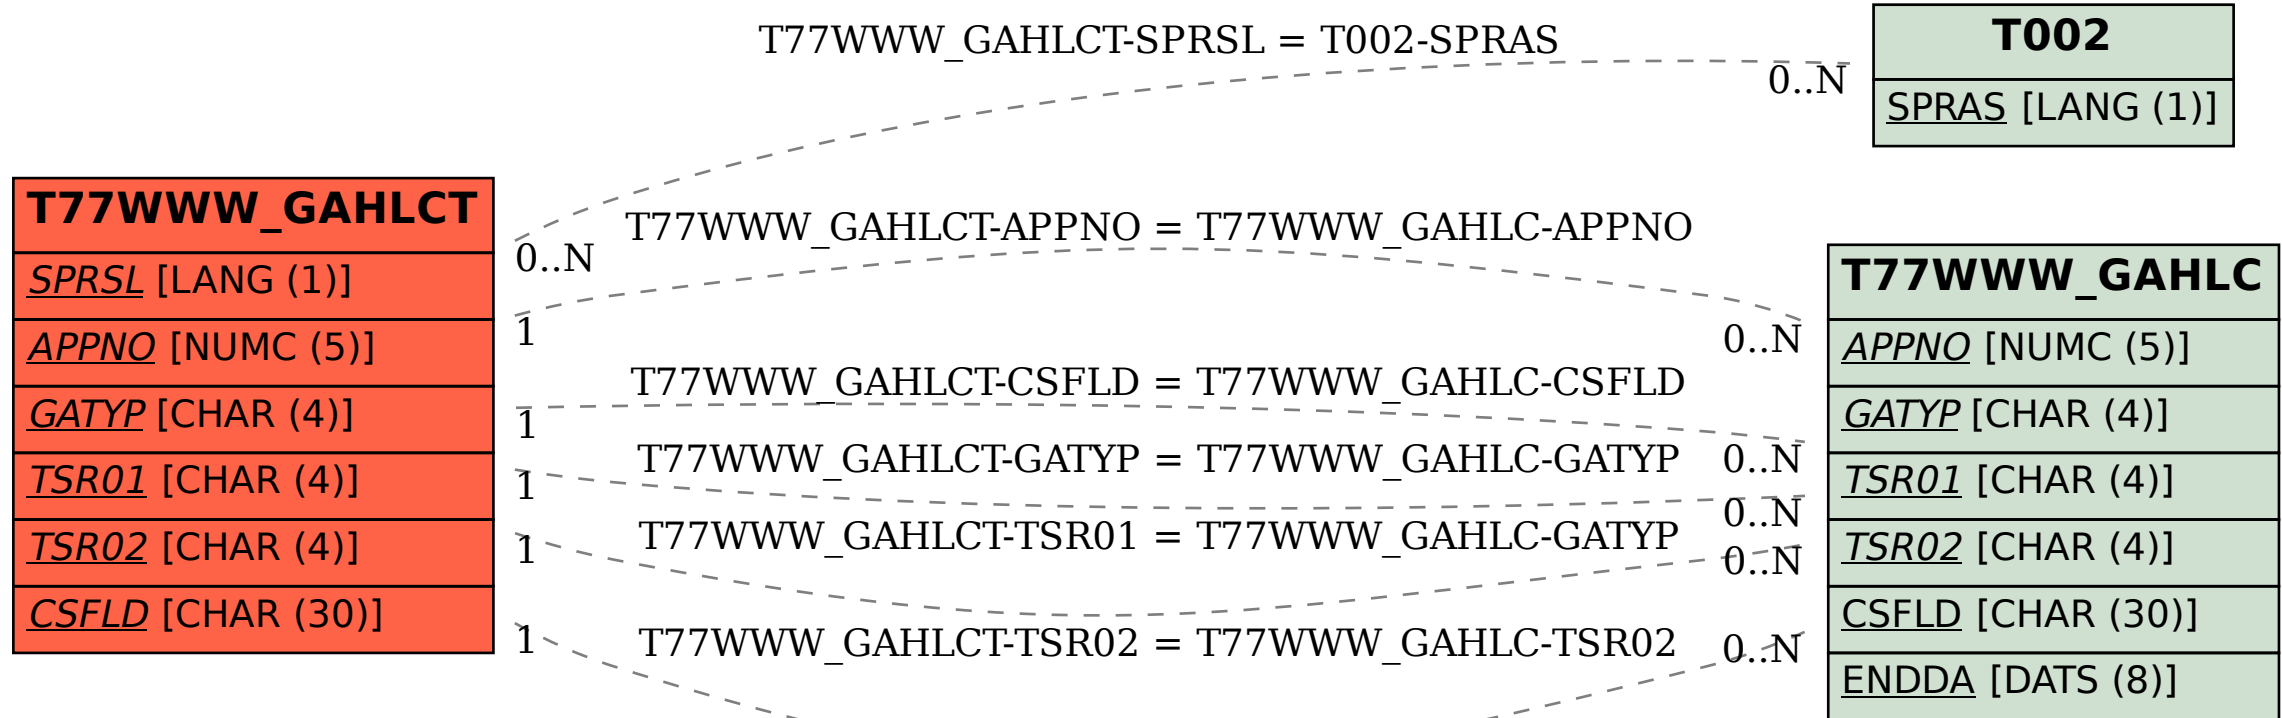 T77WWW_GAHLCT-SPRSL = T002-SPRAS
0..N
T002
SPRAS [LANG (1)]
T77WWW_GAHLCT
SPRSL [LANG (1)]
APPNO [NUMC (5)]
GATYP [CHAR (4)]
TSR01 [CHAR (4)]
TSR02 [CHAR (4)]
CSFLD [CHAR (30)]
0..N
T77WWW_GAHLCT-APPNO = T77WWW_GAHLC-APPNO
1
0..N
T77WWW_GAHLCT-CSFLD = T77WWW_GAHLC-CSFLD
1
0..N
T77WWW_GAHLCT-GATYP = T77WWW_GAHLC-GATYP
1
0..N
T77WWW_GAHLCT-TSR01 = T77WWW_GAHLC-GATYP
1
0..N
T77WWW_GAHLCT-TSR02 = T77WWW_GAHLC-TSR02
1
0..N
T77WWW_GAHLC
APPNO [NUMC (5)]
GATYP [CHAR (4)]
TSR01 [CHAR (4)]
TSR02 [CHAR (4)]
CSFLD [CHAR (30)]
ENDDA [DATS (8)]